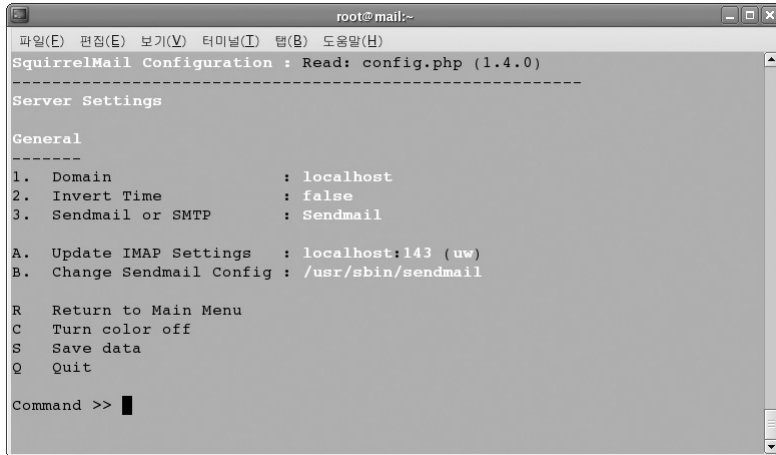 root@mail:~
파일(F) 편집(E) 보기(V) 터미널(T) 탭(B) 도움말(H)
SquirrelMail Configuration : Read: config.php (1.4.0)
---------------------------------------------------------
Server Settings
General
-------
1.  Domain                 : localhost
2.  Invert Time            : false
3.  Sendmail or SMTP       : Sendmail
A.  Update IMAP Settings   : localhost:143 (uw)
B.  Change Sendmail Config : /usr/sbin/sendmail
R   Return to Main Menu
C   Turn color off
S   Save data
Q   Quit
Command >>